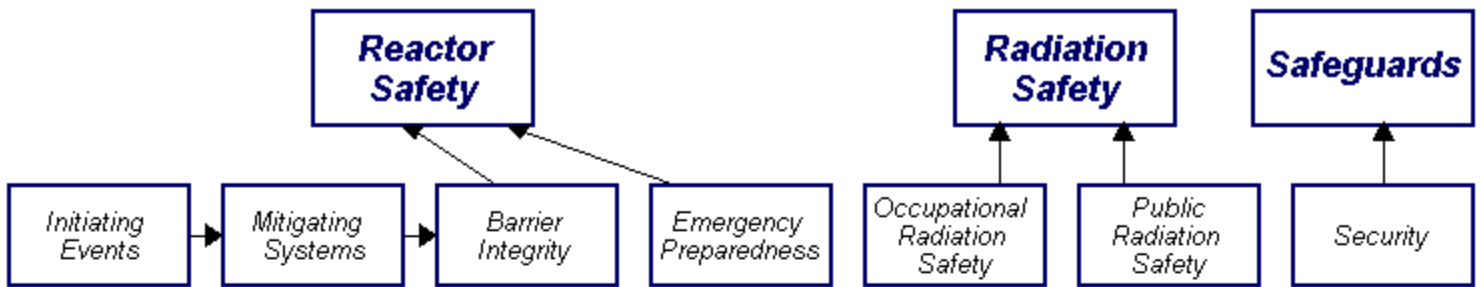 Reactor
Safety
Radiation
Safety
Safeguards
Initiating
Events
Mitigating
Systems
Barrier
Integrity
Emergency
Preparedness
Occupational
Radiation
Safety
Public
Radiation
Safety
Security